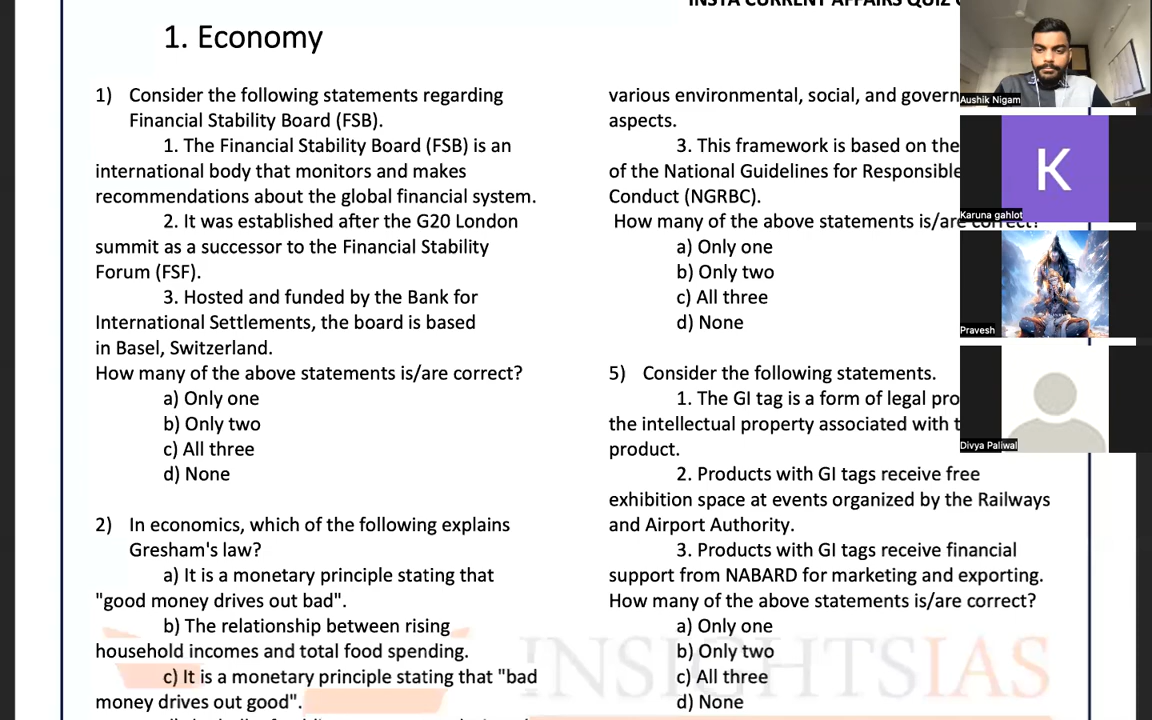 INSTA CURRENT AFFAIRS QUIZ
1. Economy
1) Consider the following statements regarding
Financial Stability Board (FSB).
1. The Financial Stability Board (FSB) is an
international body that monitors and makes
recommendations about the global financial system.
2. It was established after the G20 London
summit as a successor to the Financial Stability
Forum (FSF).
3. Hosted and funded by the Bank for
International Settlements, the board is based
in Basel, Switzerland.
How many of the above statements is/are correct?
a) Only one
b) Only two
c) All three
d) None
2) In economics, which of the following explains
Gresham's law?
a) It is a monetary principle stating that
"good money drives out bad".
b) The relationship between rising
household incomes and total food spending.
c) It is a monetary principle stating that "bad
money drives out good".
various environmental, social, and govern
aspects.
3. This framework is based on the
of the National Guidelines for Responsible
Conduct (NGRBC).
How many of the above statements is/are correct?
a) Only one
b) Only two
c) All three
d) None
5) Consider the following statements.
1. The GI tag is a form of legal pro
the intellectual property associated with t
product.
2. Products with GI tags receive free
exhibition space at events organized by the Railways
and Airport Authority.
3. Products with GI tags receive financial
support from NABARD for marketing and exporting.
How many of the above statements is/are correct?
a) Only one
b) Only two
c) All three
d) None
INSIGHTSIAS
Aushik Nigam
K
Karuna gahlot
Pravesh
Divya Paliwal